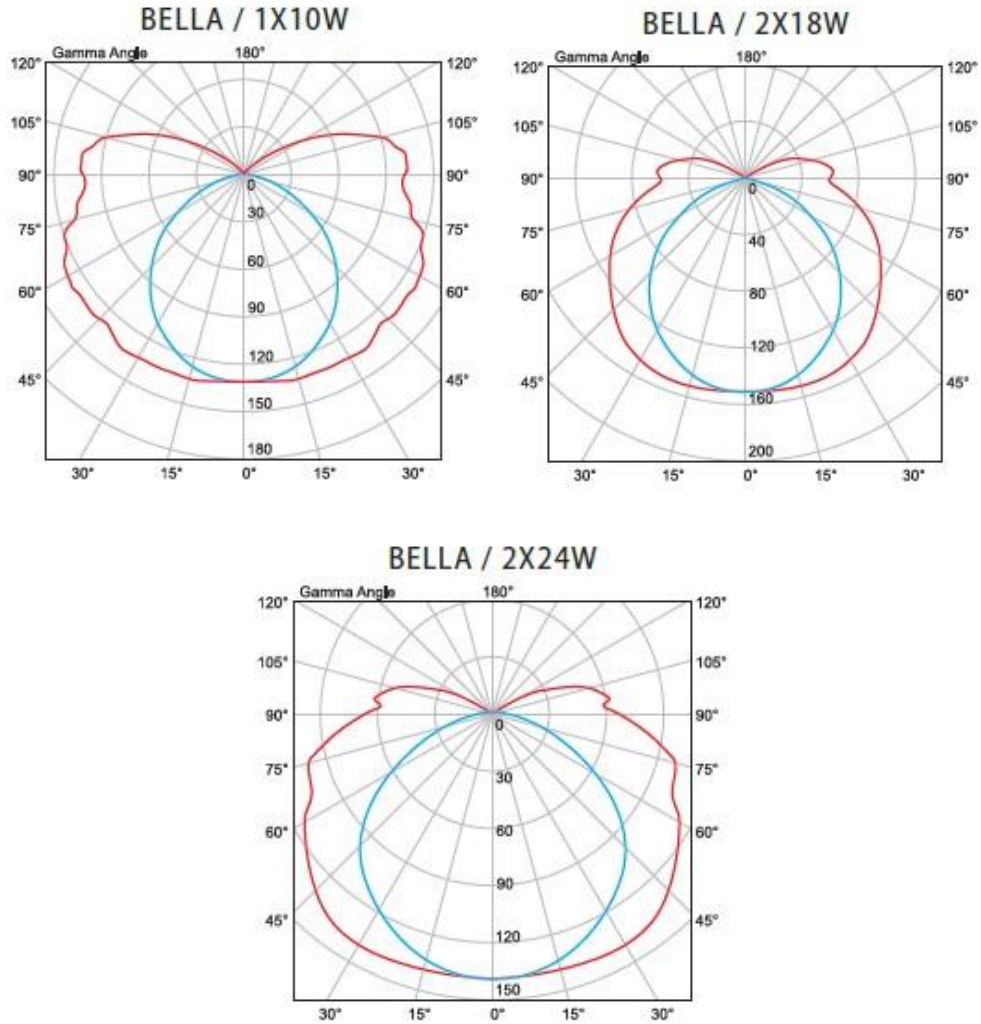 BELLA / 1X10W
Gamma Angle 180°
120° 120°
105° 105°
90° 0 90°
30
75° 75°
60
60° 60°
90
120
45° 45°
150
180
30° 15° 0° 15° 30°
BELLA / 2X18W
Gamma Angle 180°
120° 120°
105° 105°
90° 0 90°
75° 40 75°
60° 80 60°
120
45° 45°
160
200
30° 15° 0° 15° 30°
BELLA / 2X24W
Gamma Angle 180°
120° 120°
105° 105°
90° 0 90°
75° 30 75°
60° 60 60°
90
45° 45°
120
150
30° 15° 0° 15° 30°